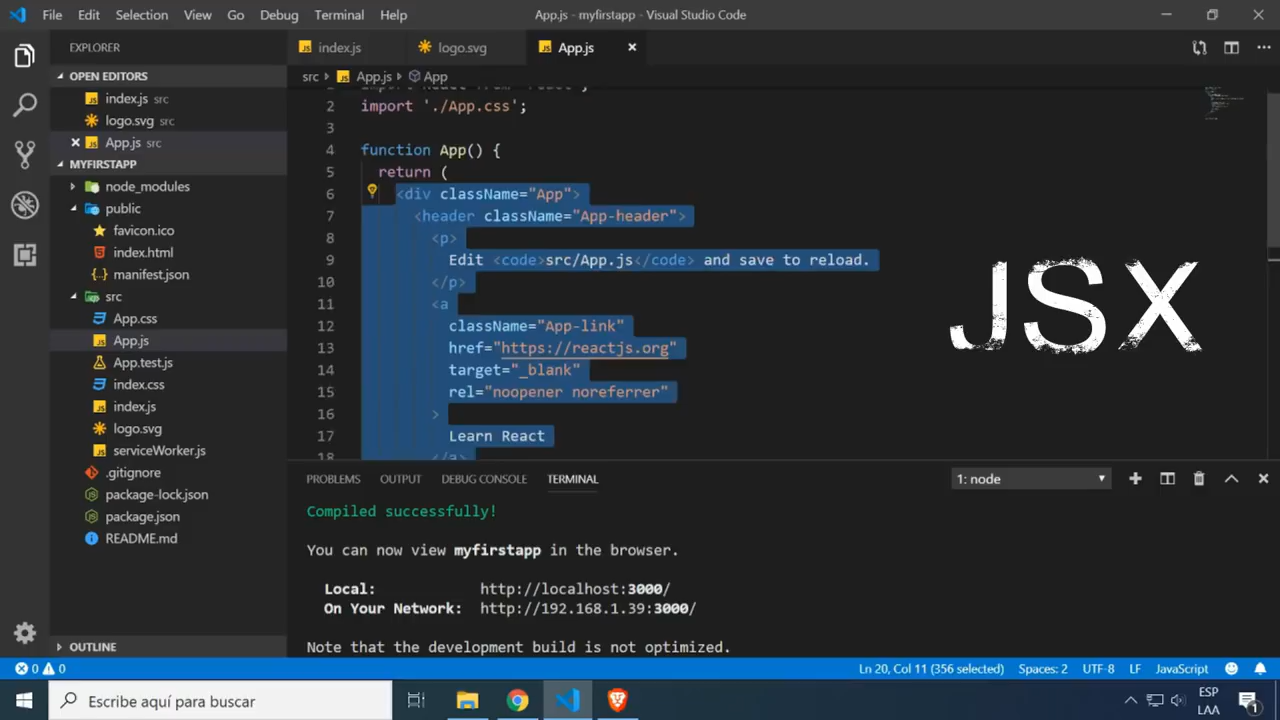 File Edit Selection View Go Debug Terminal Help App.js - myfirstapp - Visual Studio Code
EXPLORER
OPEN EDITORS
index.js src
logo.svg src
App.js src
MYFIRSTAPP
node_modules
public
favicon.ico
index.html
manifest.json
src
App.css
App.js
App.test.js
index.css
index.js
logo.svg
serviceWorker.js
.gitignore
package-lock.json
package.json
README.md
OUTLINE
index.js logo.svg App.js
src App.js App
2 import './App.css';
3
4 function App() {
5 return (
6 <div className="App">
7 <header className="App-header">
8 <p>
9 Edit <code>src/App.js</code> and save to reload.
10 </p>
11 <a
12 className="App-link"
13 href="https://reactjs.org"
14 target="_blank"
15 rel="noopener noreferrer"
16 >
17 Learn React
18 </a>
JSX
PROBLEMS OUTPUT DEBUG CONSOLE TERMINAL 1: node
Compiled successfully!
You can now view myfirstapp in the browser.
Local: http://localhost:3000/
On Your Network: http://192.168.1.39:3000/
Note that the development build is not optimized.
0 0 Ln 20, Col 11 (356 selected) Spaces: 2 UTF-8 LF JavaScript
Escribe aquí para buscar
ESP
LAA
1